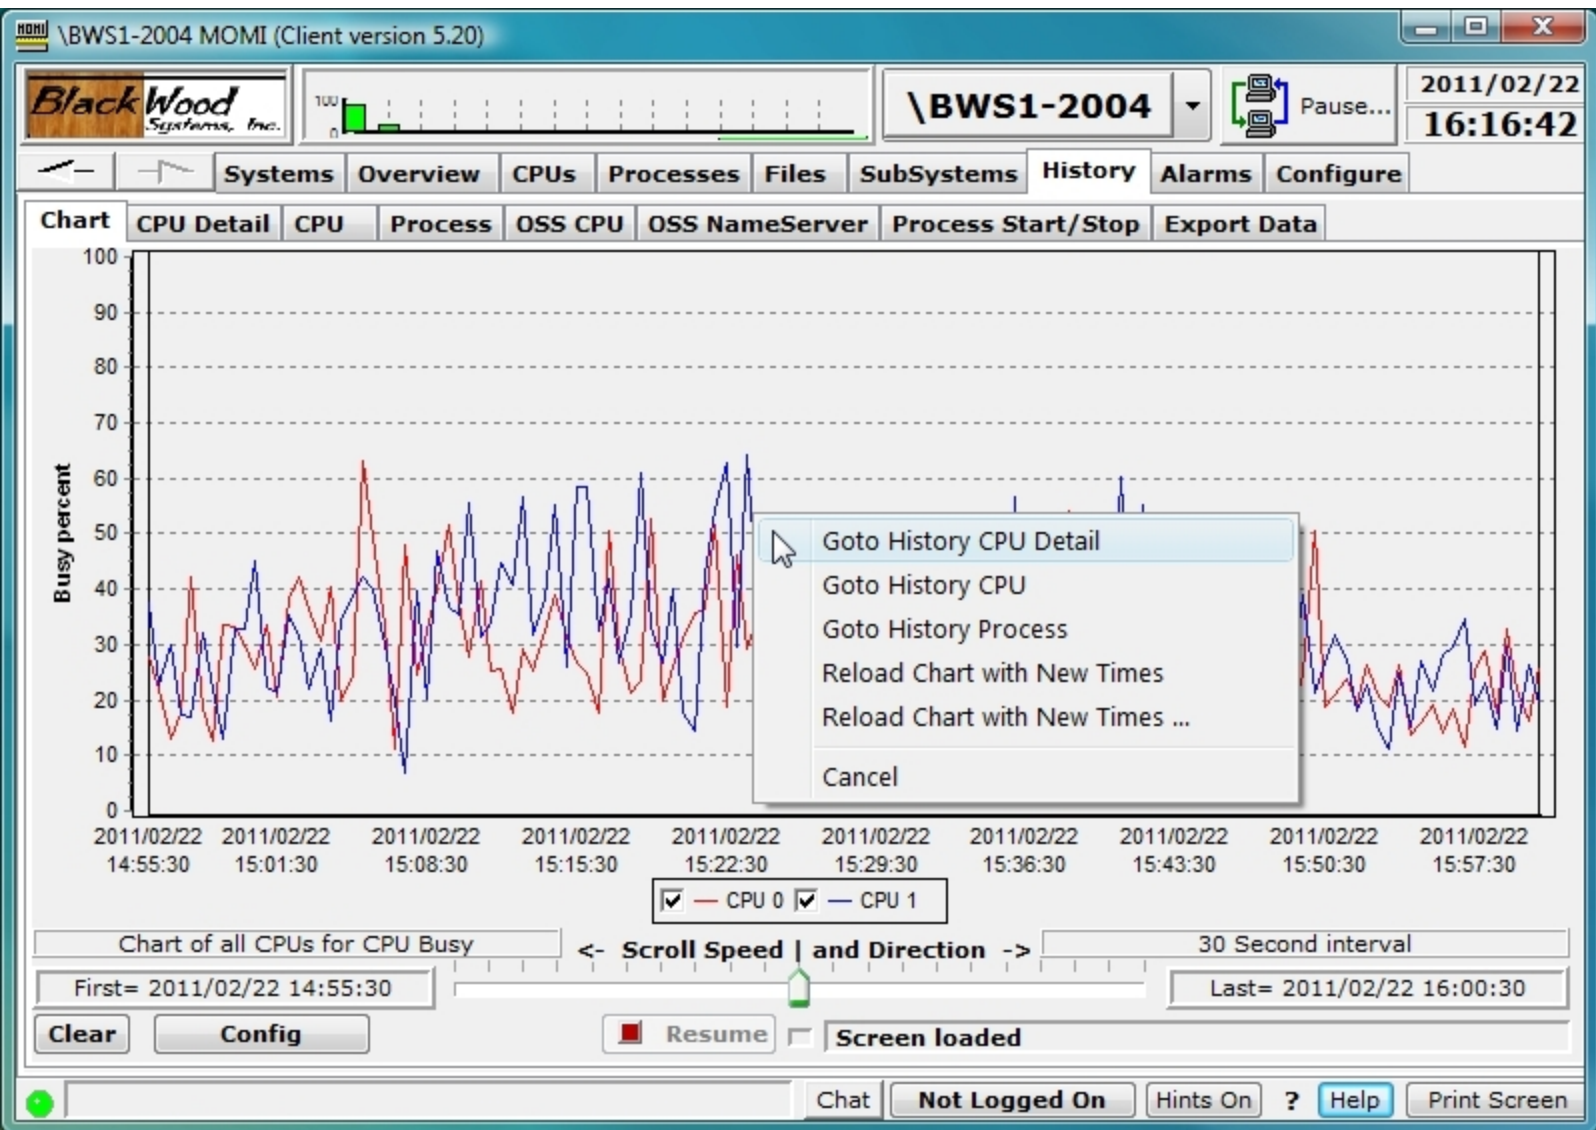 MOMI \BWS1-2004 MOMI (Client version 5.20)
BlackWood
Systems, Inc.
100
0
\BWS1-2004
Pause...
2011/02/22
16:16:42
Systems Overview CPUs Processes Files SubSystems History Alarms Configure
Chart CPU Detail CPU Process OSS CPU OSS NameServer Process Start/Stop Export Data
Busy percent
100
90
80
70
60
50
40
30
20
10
0
Goto History CPU Detail
Goto History CPU
Goto History Process
Reload Chart with New Times
Reload Chart with New Times ...
Cancel
2011/02/22 2011/02/22 2011/02/22 2011/02/22 2011/02/22 2011/02/22 2011/02/22 2011/02/22 2011/02/22 2011/02/22
14:55:30 15:01:30 15:08:30 15:15:30 15:22:30 15:29:30 15:36:30 15:43:30 15:50:30 15:57:30
CPU 0 CPU 1
Chart of all CPUs for CPU Busy <- Scroll Speed | and Direction -> 30 Second interval
First= 2011/02/22 14:55:30 Last= 2011/02/22 16:00:30
Clear Config Resume Screen loaded
Chat Not Logged On Hints On ? Help Print Screen